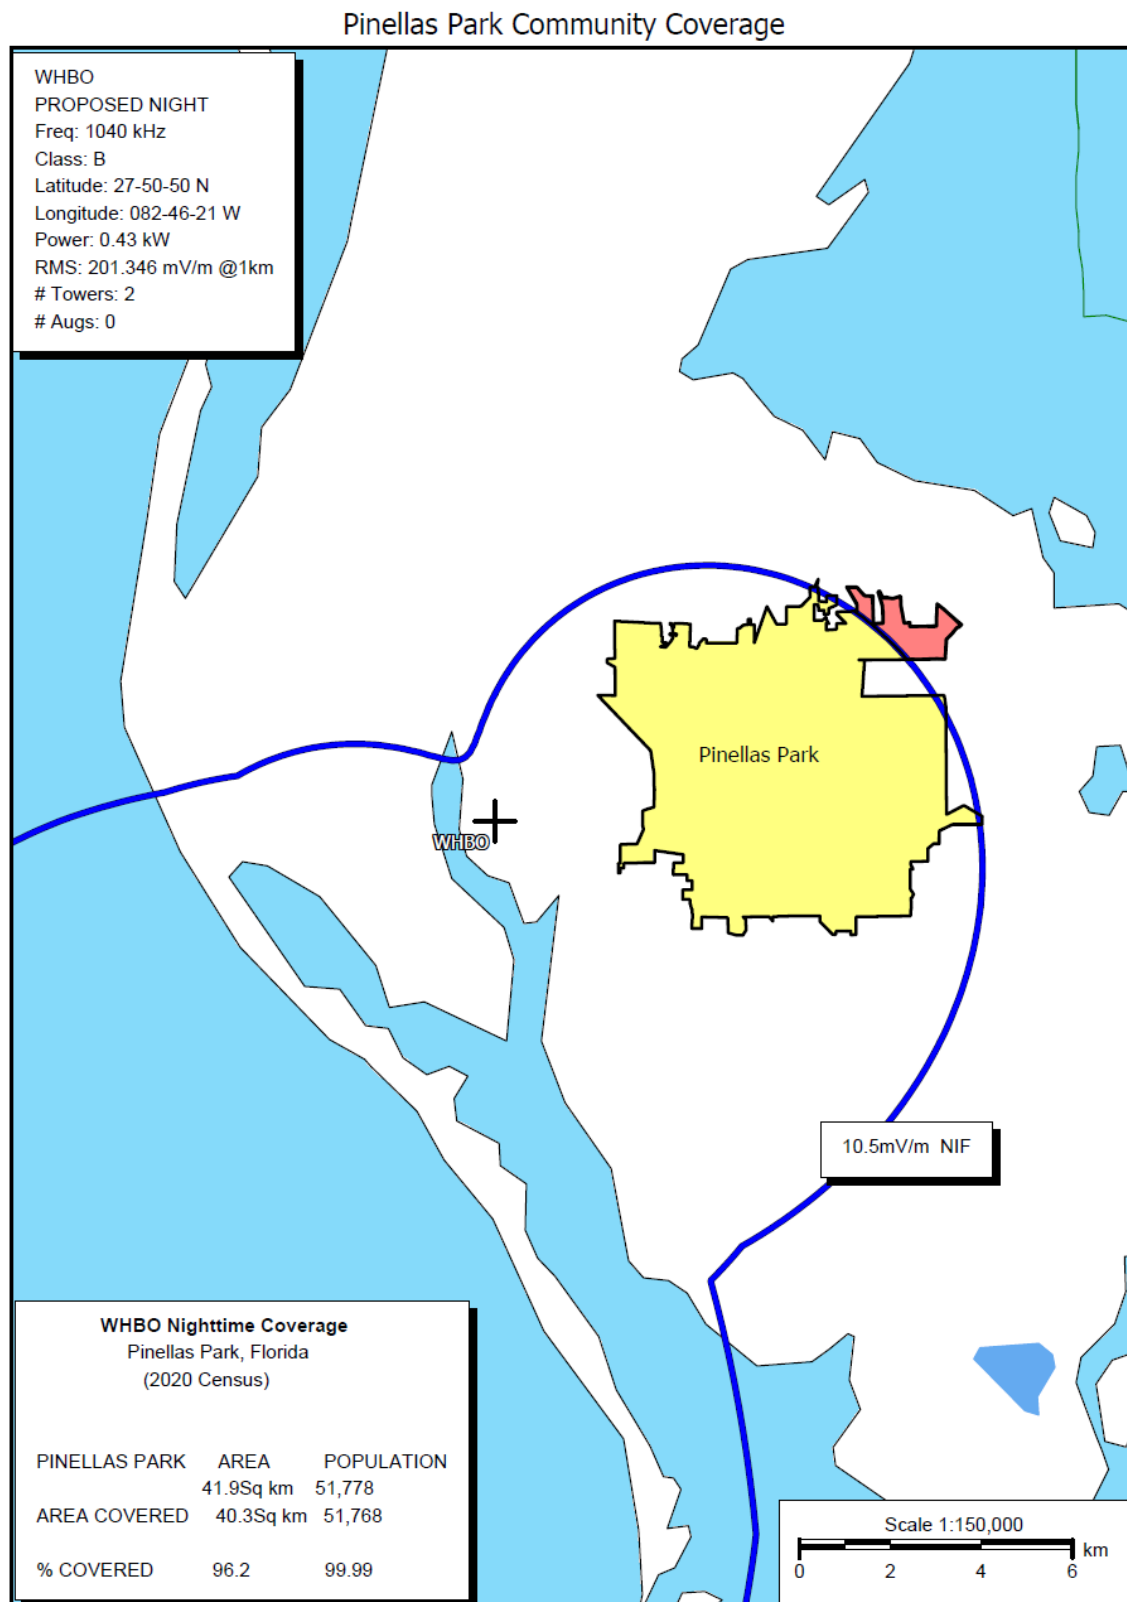 Pinellas Park Community Coverage
WHBO
PROPOSED NIGHT
Freq: 1040 kHz
Class: B
Latitude: 27-50-50 N
Longitude: 082-46-21 W
Power: 0.43 kW
RMS: 201.346 mV/m @1km
# Towers: 2
# Augs: 0
Pinellas Park
WHBO
10.5mV/m NIF
WHBO Nighttime Coverage
Pinellas Park, Florida
(2020 Census)
PINELLAS PARK AREA POPULATION
41.9Sq km 51,778
AREA COVERED 40.3Sq km 51,768
% COVERED 96.2 99.99
Scale 1:150,000
km
0 2 4 6